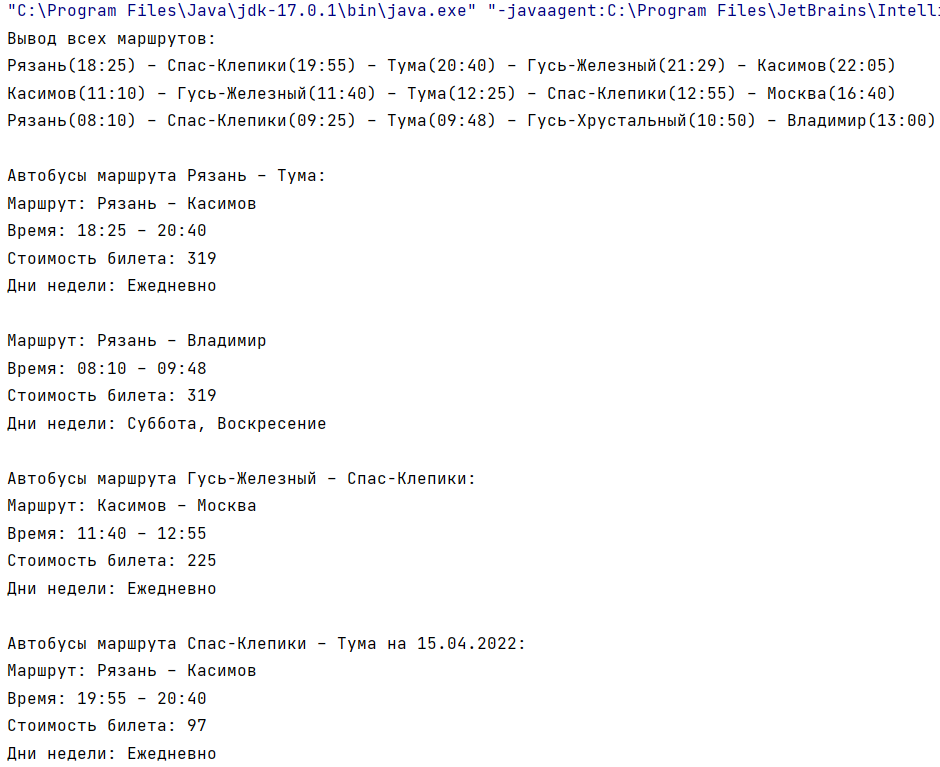 "C:\Program Files\Java\jdk-17.0.1\bin\java.exe" "-javaagent:C:\Program Files\JetBrains\Intelli
Вывод всех маршрутов:
Рязань(18:25) – Спас-Клепики(19:55) – Тума(20:40) – Гусь-Железный(21:29) – Касимов(22:05)
Касимов(11:10) – Гусь-Железный(11:40) – Тума(12:25) – Спас-Клепики(12:55) – Москва(16:40)
Рязань(08:10) – Спас-Клепики(09:25) – Тума(09:48) – Гусь-Хрустальный(10:50) – Владимир(13:00)
Автобусы маршрута Рязань – Тума:
Маршрут: Рязань – Касимов
Время: 18:25 – 20:40
Стоимость билета: 319
Дни недели: Ежедневно
Маршрут: Рязань – Владимир
Время: 08:10 – 09:48
Стоимость билета: 319
Дни недели: Суббота, Воскресение
Автобусы маршрута Гусь-Железный – Спас-Клепики:
Маршрут: Касимов – Москва
Время: 11:40 – 12:55
Стоимость билета: 225
Дни недели: Ежедневно
Автобусы маршрута Спас-Клепики – Тума на 15.04.2022:
Маршрут: Рязань – Касимов
Время: 19:55 – 20:40
Стоимость билета: 97
Дни недели: Ежедневно